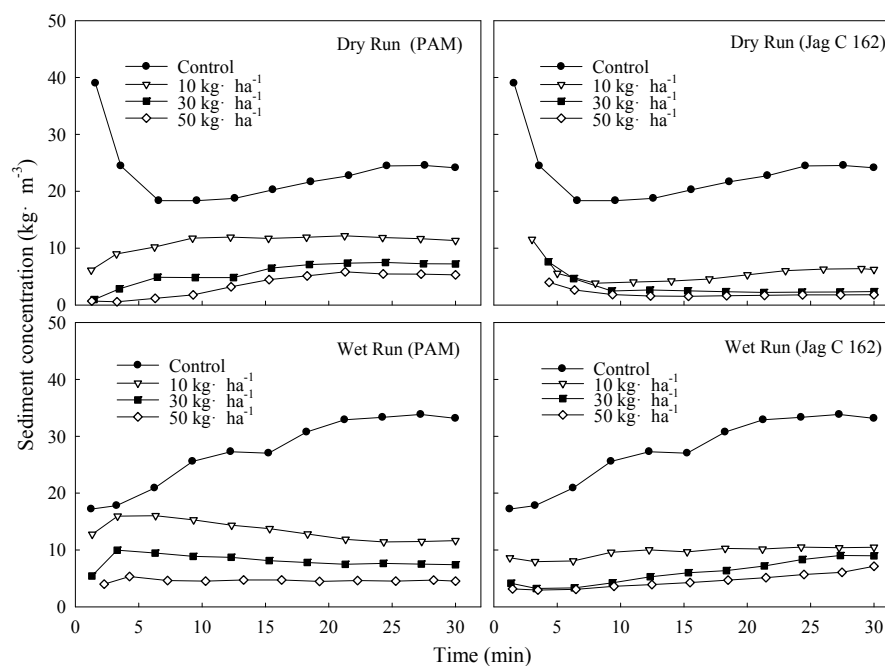 50
40
30
20
10
0
Dry Run (PAM)
Control
10 kg· ha⁻¹
30 kg· ha⁻¹
50 kg· ha⁻¹
Dry Run (Jag C 162)
Control
10 kg· ha⁻¹
30 kg· ha⁻¹
50 kg· ha⁻¹
Sediment concentration (kg· m⁻³)
50
40
30
20
10
0
Wet Run (PAM)
Control
10 kg· ha⁻¹
30 kg· ha⁻¹
50 kg· ha⁻¹
Wet Run (Jag C 162)
Control
10 kg· ha⁻¹
30 kg· ha⁻¹
50 kg· ha⁻¹
0 5 10 15 20 25 30
0 5 10 15 20 25 30
Time (min)